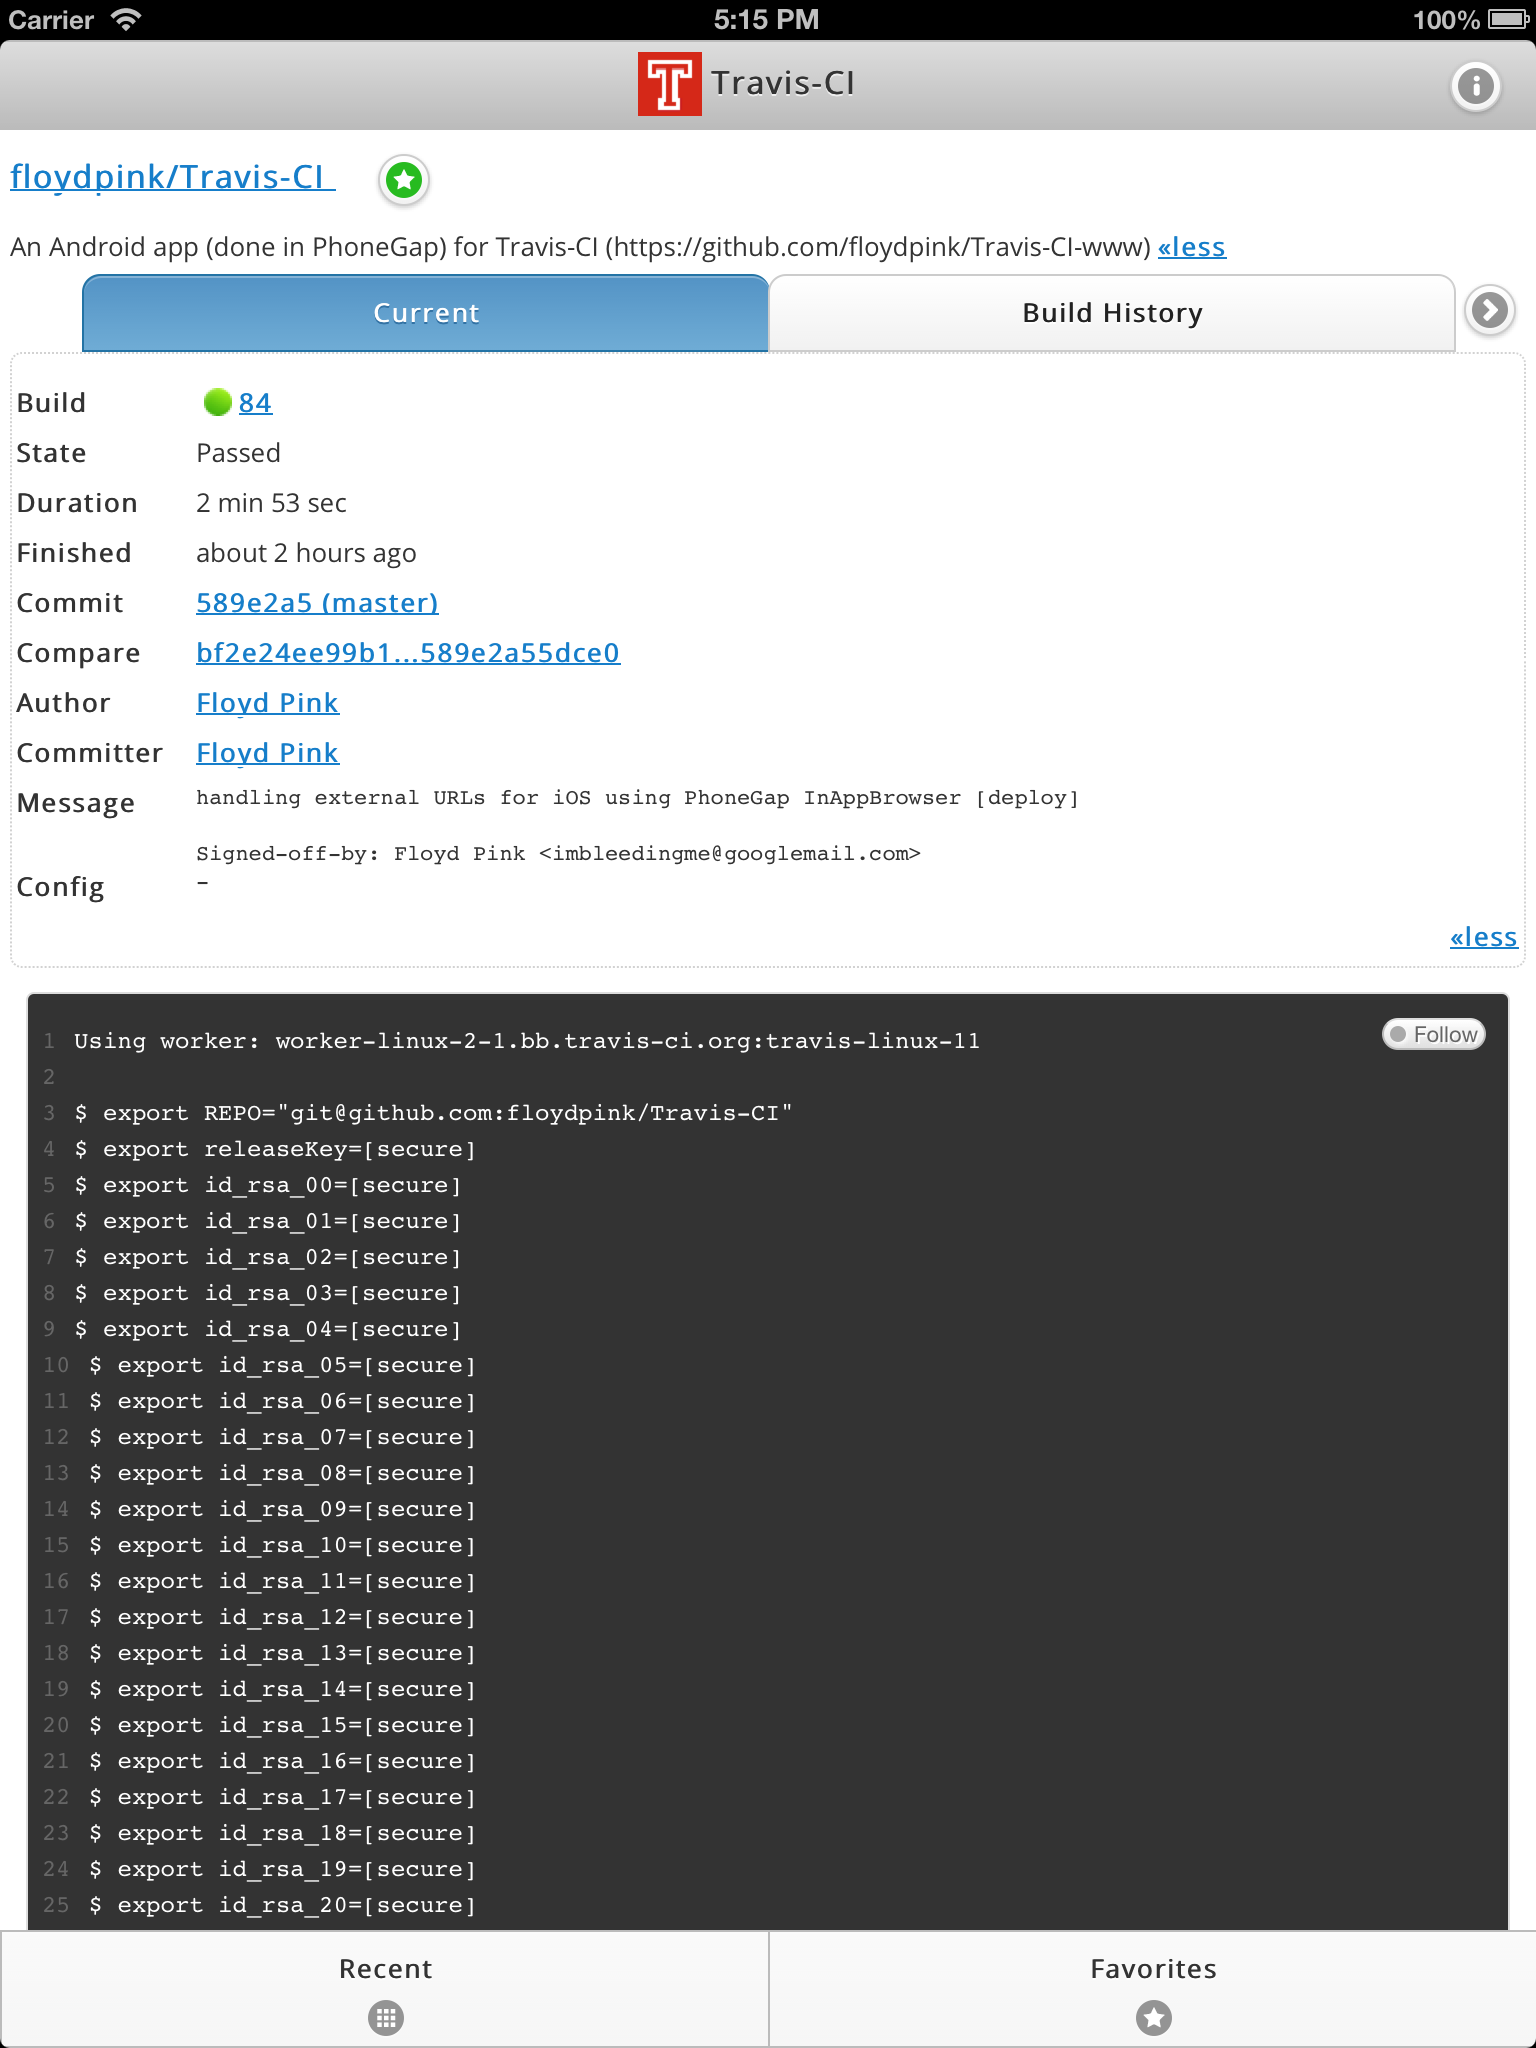 Carrier 5:15 PM 100%
T Travis-CI
floydpink/Travis-CI
An Android app (done in PhoneGap) for Travis-CI (https://github.com/floydpink/Travis-CI-www) «less
Current Build History
Build 84
State Passed
Duration 2 min 53 sec
Finished about 2 hours ago
Commit 589e2a5 (master)
Compare bf2e24ee99b1...589e2a55dce0
Author Floyd Pink
Committer Floyd Pink
Message handling external URLs for iOS using PhoneGap InAppBrowser [deploy]
Signed-off-by: Floyd Pink <imbleedingme@googlemail.com>
Config –
«less
1 Using worker: worker-linux-2-1.bb.travis-ci.org:travis-linux-11 Follow
2
3 $ export REPO="git@github.com:floydpink/Travis-CI"
4 $ export releaseKey=[secure]
5 $ export id_rsa_00=[secure]
6 $ export id_rsa_01=[secure]
7 $ export id_rsa_02=[secure]
8 $ export id_rsa_03=[secure]
9 $ export id_rsa_04=[secure]
10 $ export id_rsa_05=[secure]
11 $ export id_rsa_06=[secure]
12 $ export id_rsa_07=[secure]
13 $ export id_rsa_08=[secure]
14 $ export id_rsa_09=[secure]
15 $ export id_rsa_10=[secure]
16 $ export id_rsa_11=[secure]
17 $ export id_rsa_12=[secure]
18 $ export id_rsa_13=[secure]
19 $ export id_rsa_14=[secure]
20 $ export id_rsa_15=[secure]
21 $ export id_rsa_16=[secure]
22 $ export id_rsa_17=[secure]
23 $ export id_rsa_18=[secure]
24 $ export id_rsa_19=[secure]
25 $ export id_rsa_20=[secure]
Recent Favorites